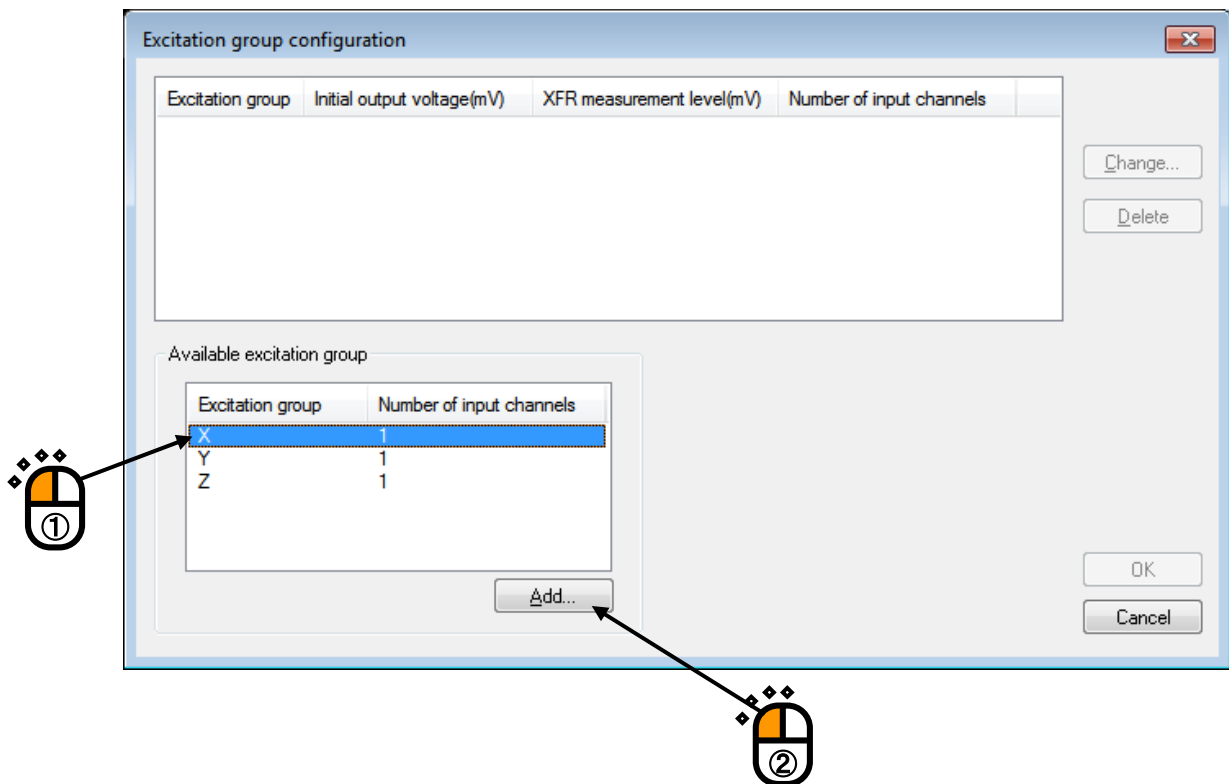 Excitation group configuration
Excitation group Initial output voltage(mV) XFR measurement level(mV) Number of input channels
Change...
Delete
Available excitation group
Excitation group Number of input channels
X 1
Y 1
Z 1
①
Add...
OK
Cancel
②